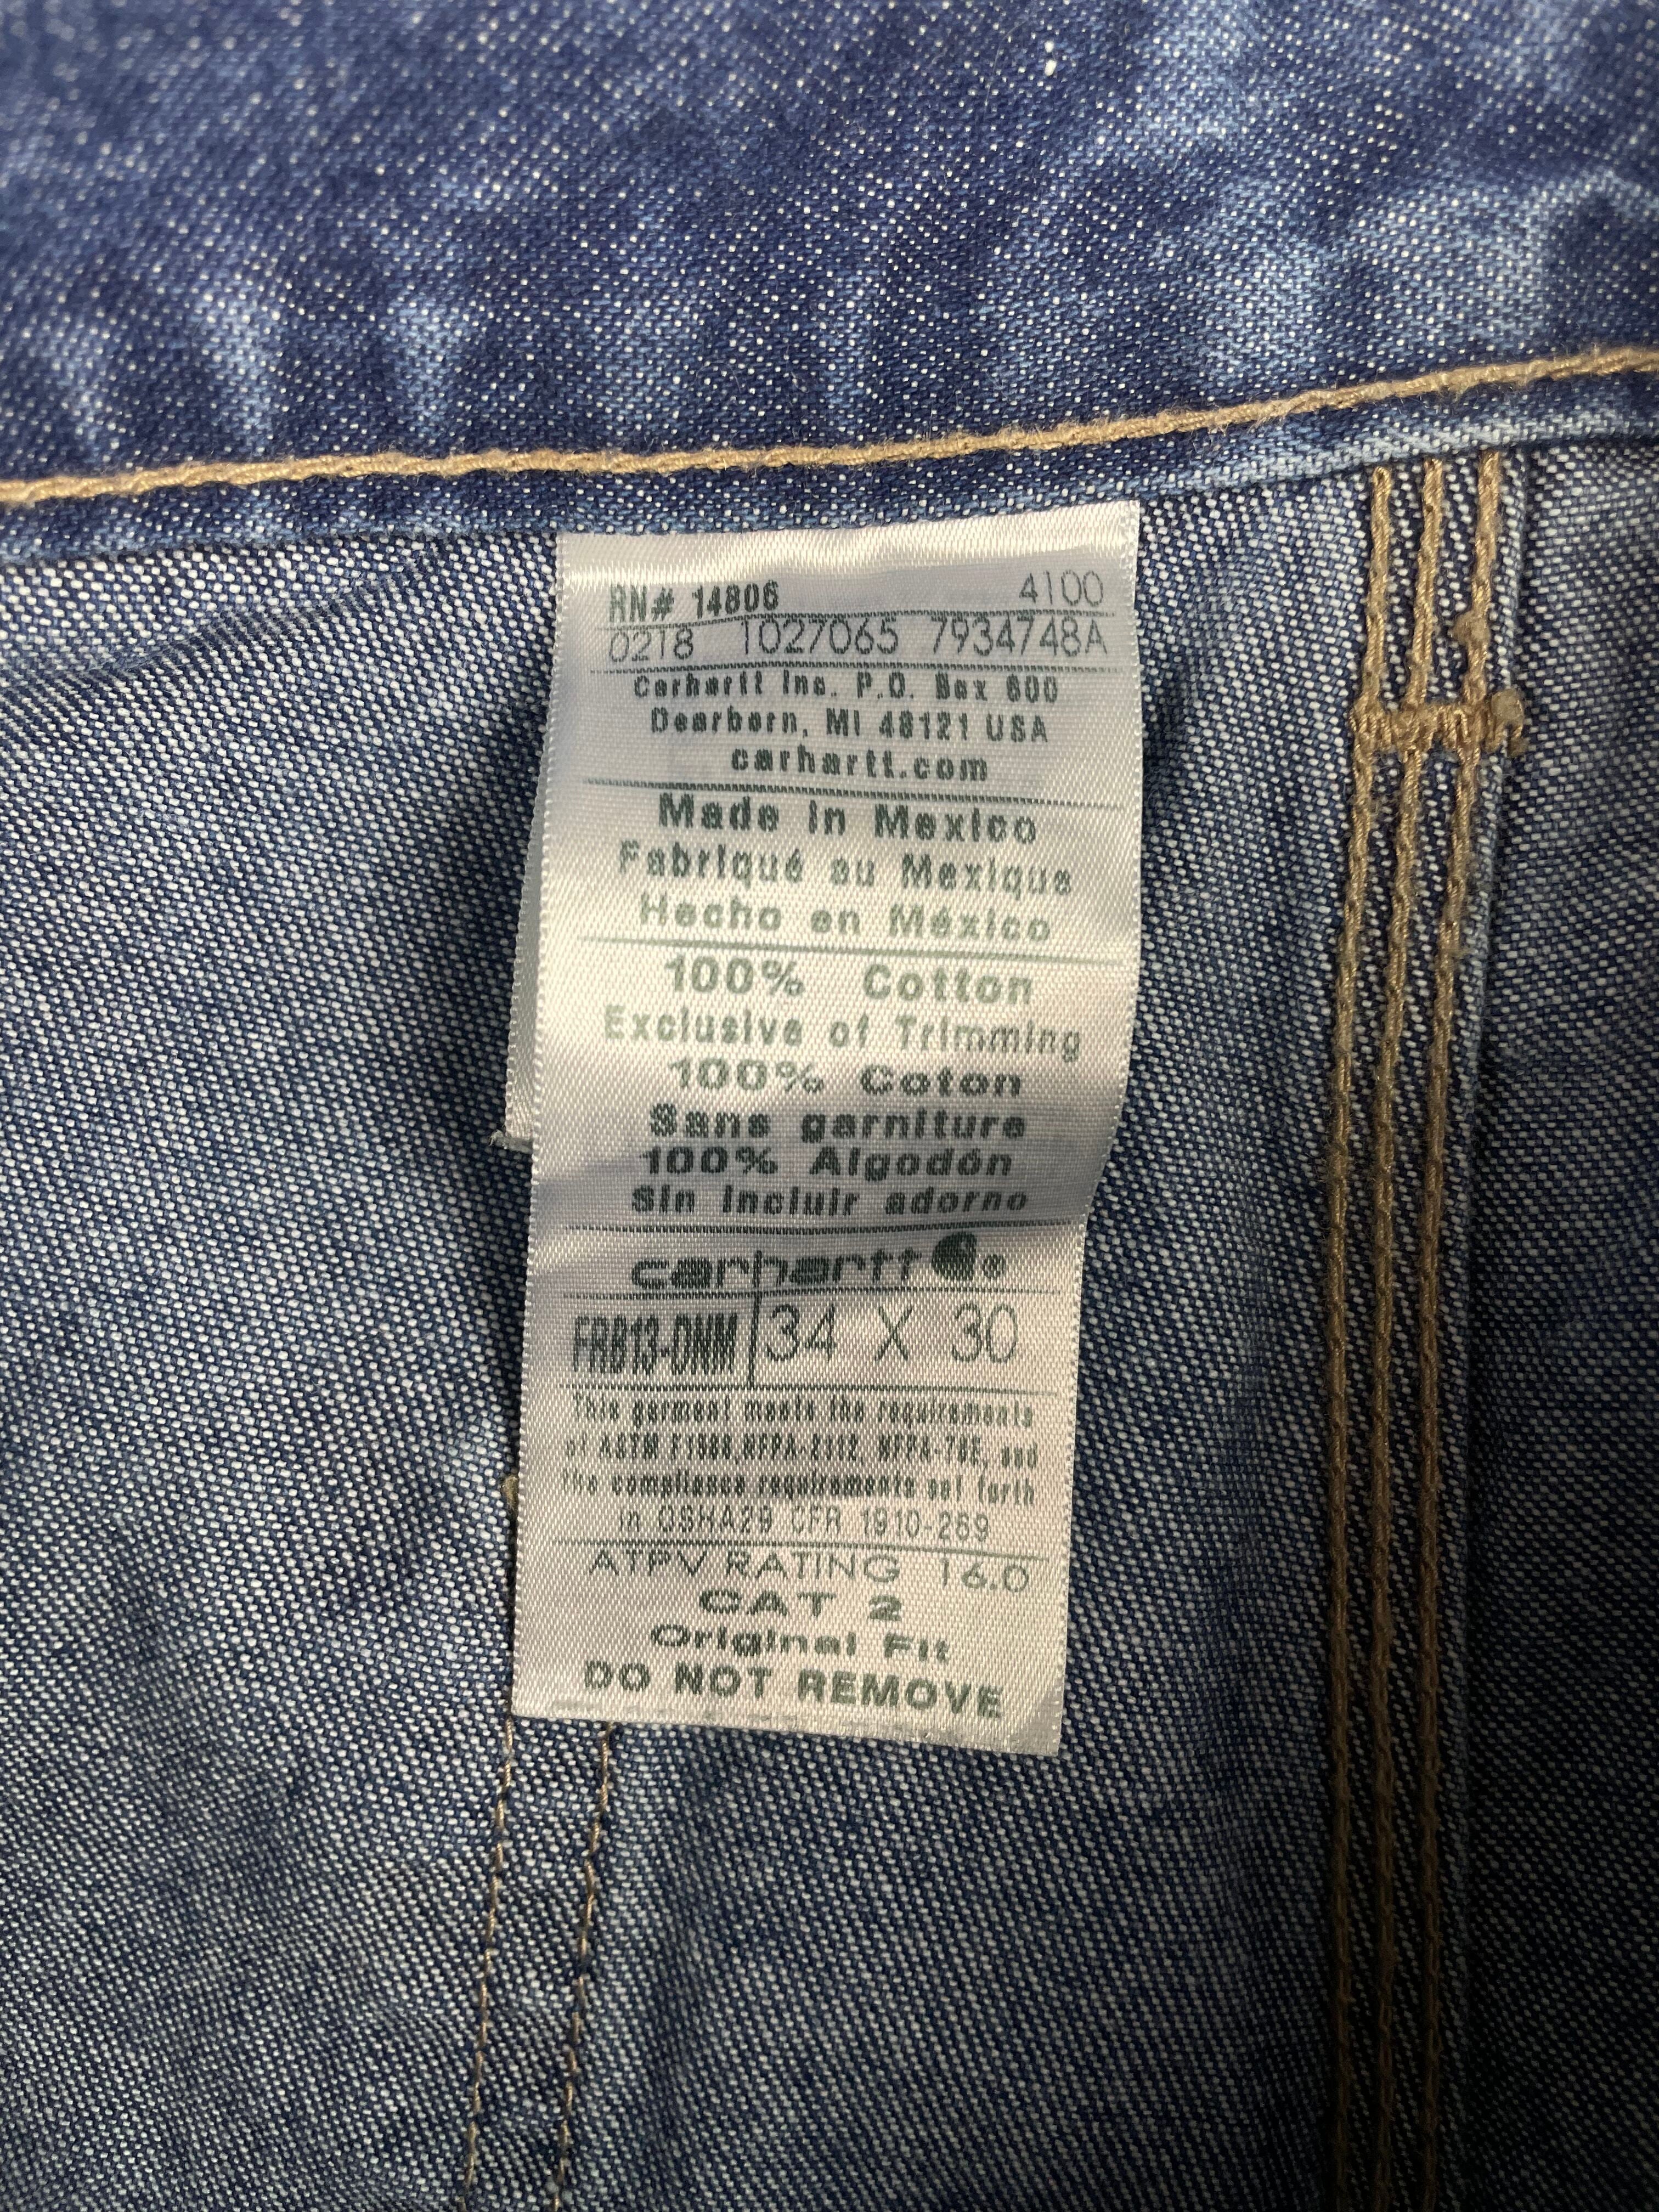 RN# 14806 4100
0218 1027065 7934748A
Carhartt Inc. P.O. Box 600
Dearborn, MI 48121 USA
carhartt.com
Made in Mexico
Fabriqué au Mexique
Hecho en México
100% Cotton
Exclusive of Trimming
100% Coton
Sans garniture
100% Algodón
Sin incluir adorno
carhartt
FRB13-DNM 34 X 30
This garment meets the requirements
of ASTM F1506, NFPA-2112, NFPA-70E, and
the compliance requirements set forth
in OSHA29 CFR 1910-269
ATPV RATING 16.0
CAT 2
Original Fit
DO NOT REMOVE